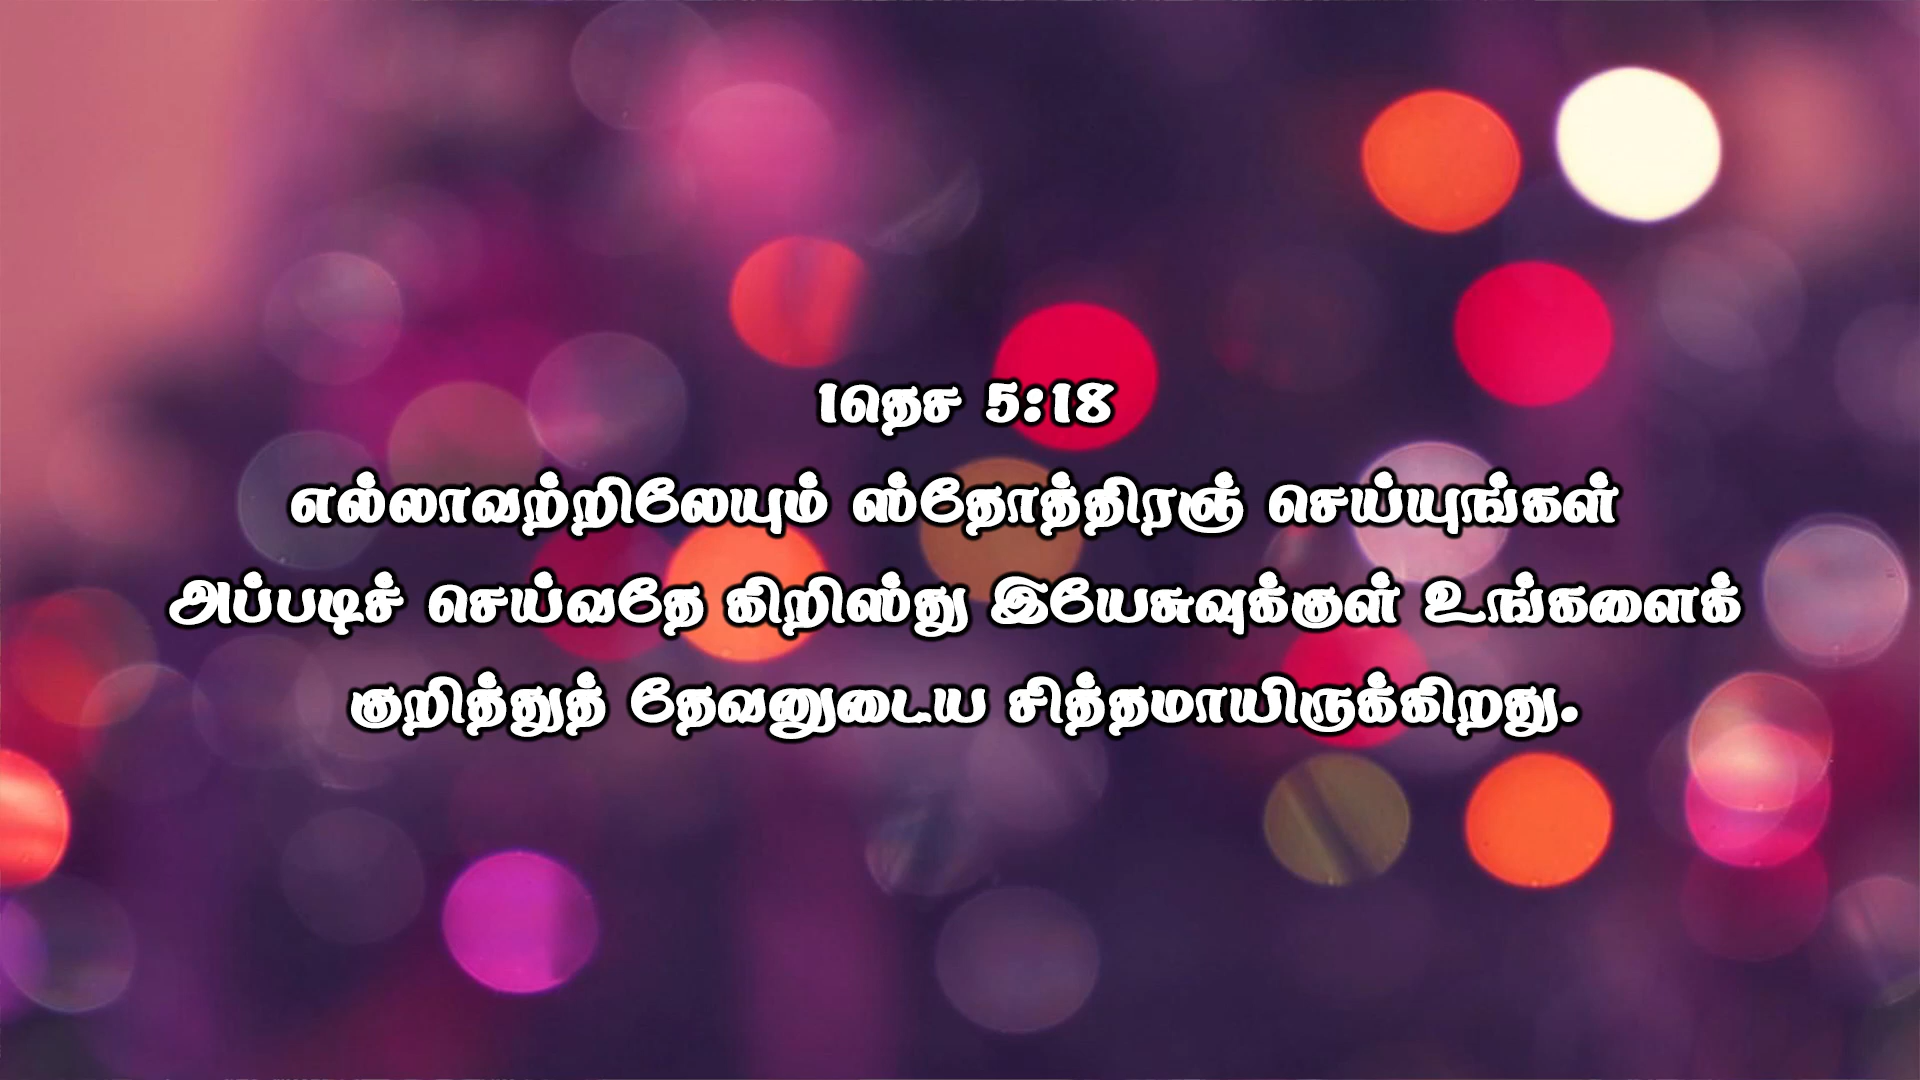 1தெச 5:18
எல்லாவற்றிலேயும் ஸ்தோத்திரஞ் செய்யுங்கள்
அப்படிச் செய்வதே கிறிஸ்து இயேசுவுக்குள் உங்களைக்
குறித்துத் தேவனுடைய சித்தமாயிருக்கிறது.